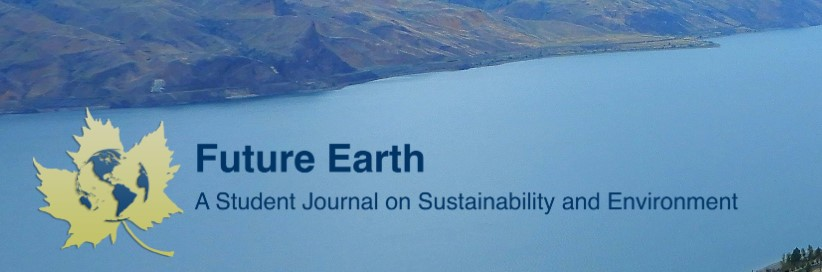 Future Earth
A Student Journal on Sustainability and Environment